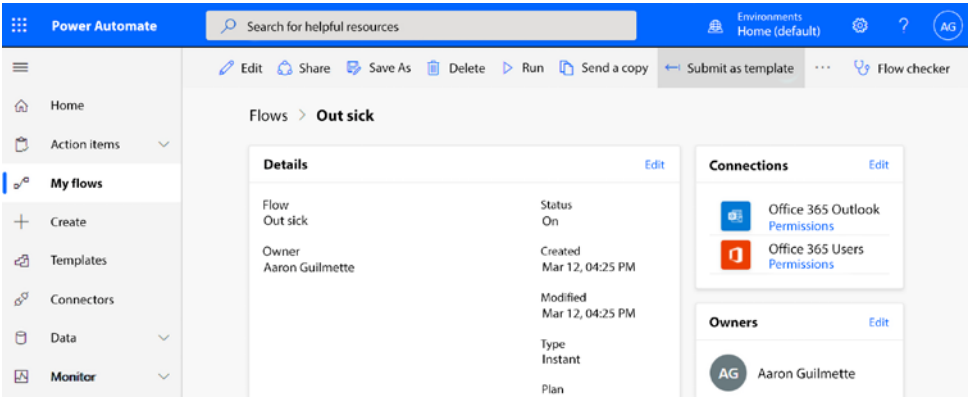 Power Automate
Search for helpful resources
Environments
Home (default)
?
AG
Edit
Share
Save As
Delete
Run
Send a copy
Submit as template
...
Flow checker
Home
Action items
My flows
Create
Templates
Connectors
Data
Monitor
Flows > Out sick
Details
Edit
Flow
Out sick
Owner
Aaron Guilmette
Status
On
Created
Mar 12, 04:25 PM
Modified
Mar 12, 04:25 PM
Type
Instant
Plan
Connections
Edit
Office 365 Outlook
Permissions
Office 365 Users
Permissions
Owners
Edit
AG
Aaron Guilmette